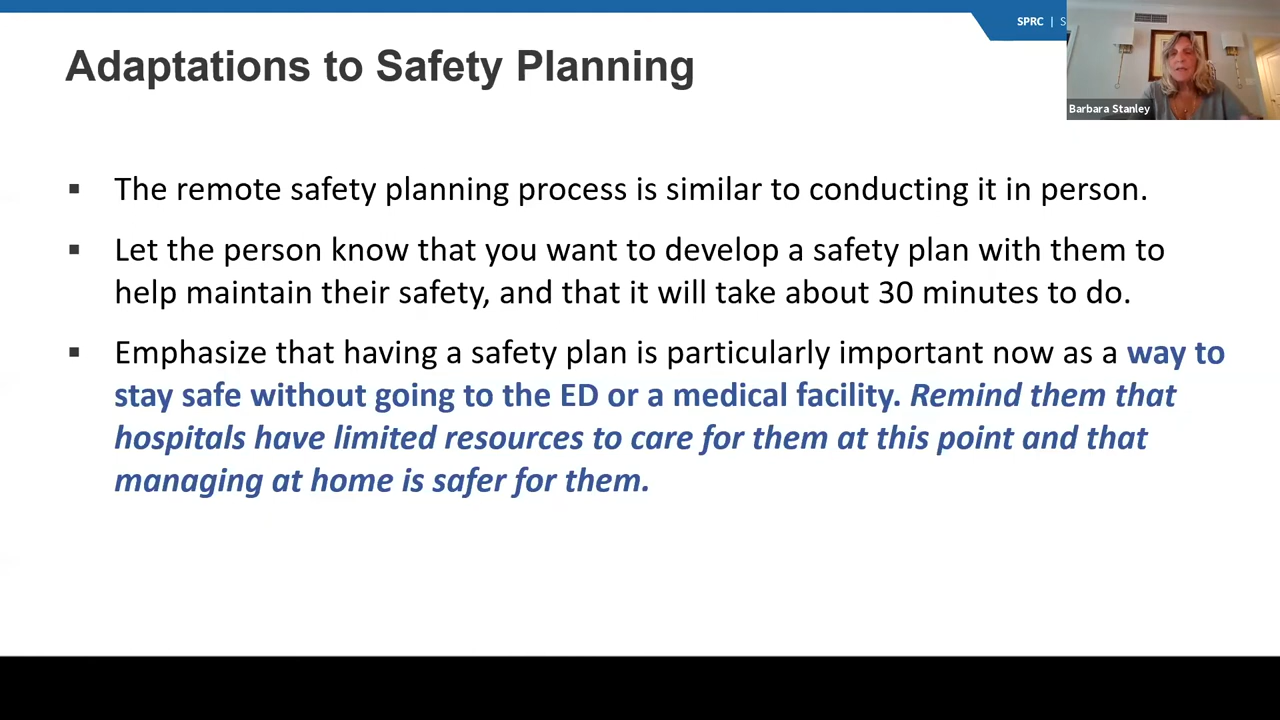 SPRC | S
Adaptations to Safety Planning
Barbara Stanley
▪ The remote safety planning process is similar to conducting it in person.
▪ Let the person know that you want to develop a safety plan with them to
help maintain their safety, and that it will take about 30 minutes to do.
▪ Emphasize that having a safety plan is particularly important now as a way to
stay safe without going to the ED or a medical facility. Remind them that
hospitals have limited resources to care for them at this point and that
managing at home is safer for them.